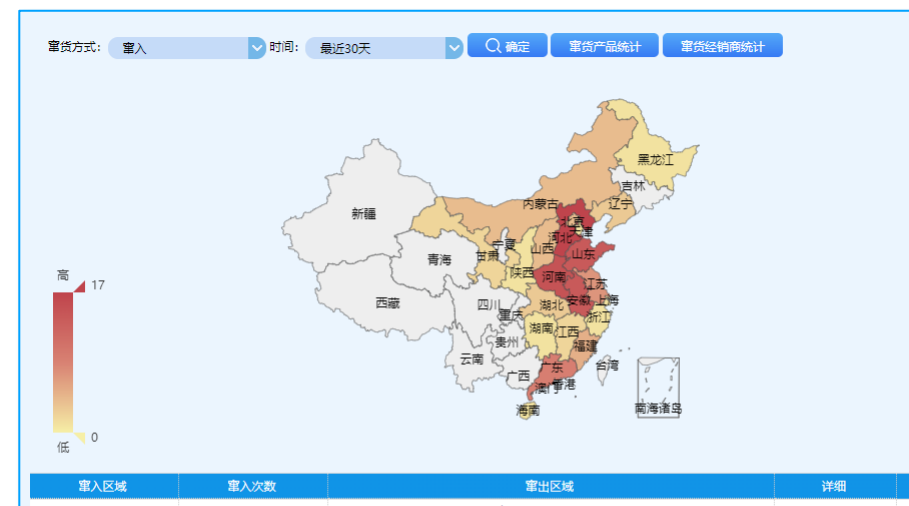 窜货方式： 窜入 时间： 最近30天 确定 窜货产品统计 窜货经销商统计
黑龙江
吉林
内蒙古 辽宁
新疆 北京
天津
河北
宁夏 山西 山东
青海 甘肃
陕西 河南
江苏
高 17
西藏 四川 湖北 安徽 上海
重庆 浙江
湖南 江西
贵州 福建
云南 广东 台湾
广西
澳门 香港
海南 南海诸岛
0
低
窜入区域 窜入次数 窜出区域 详细